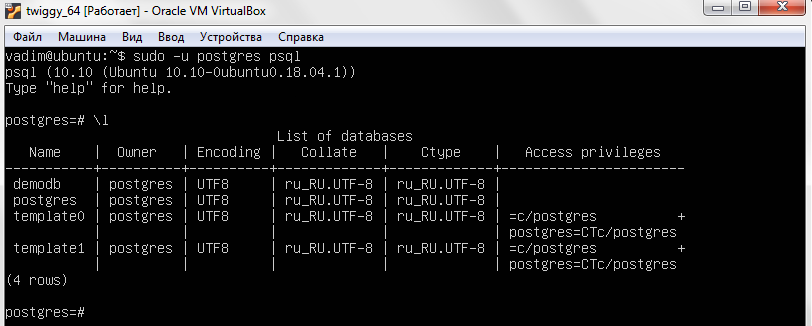 twiggy_64 [Работает] - Oracle VM VirtualBox
Файл Машина Вид Ввод Устройства Справка
vadim@ubuntu:~$ sudo -u postgres psql
psql (10.10 (Ubuntu 10.10-0ubuntu0.18.04.1))
Type "help" for help.

postgres=# \l
                                  List of databases
   Name    |  Owner   | Encoding |   Collate   |    Ctype    |   Access privileges
-----------+----------+----------+-------------+-------------+-----------------------
 demodb    | postgres | UTF8     | ru_RU.UTF-8 | ru_RU.UTF-8 |
 postgres  | postgres | UTF8     | ru_RU.UTF-8 | ru_RU.UTF-8 |
 template0 | postgres | UTF8     | ru_RU.UTF-8 | ru_RU.UTF-8 | =c/postgres          +
           |          |          |             |             | postgres=CTc/postgres
 template1 | postgres | UTF8     | ru_RU.UTF-8 | ru_RU.UTF-8 | =c/postgres          +
           |          |          |             |             | postgres=CTc/postgres
(4 rows)

postgres=#